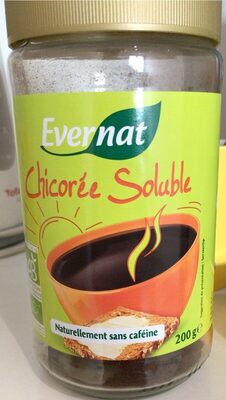 Evernat
Chicorée Soluble
Naturellement sans caféine
200g e